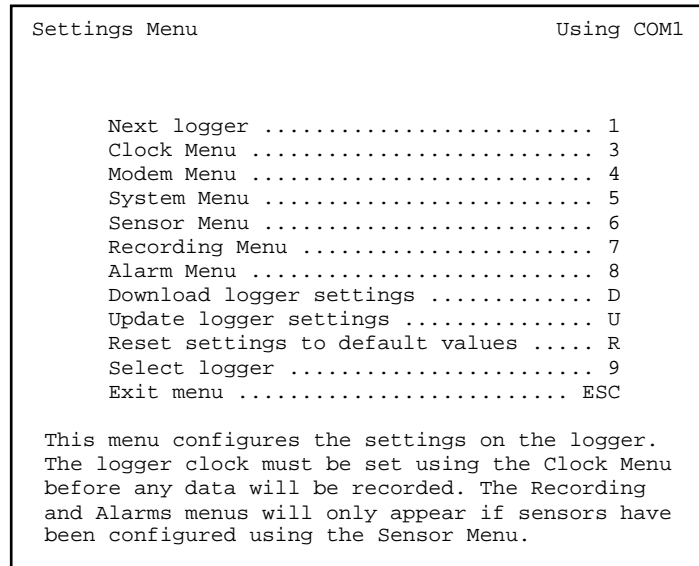 Settings Menu Using COM1
Next logger .......................... 1
Clock Menu ........................... 3
Modem Menu ........................... 4
System Menu .......................... 5
Sensor Menu .......................... 6
Recording Menu ....................... 7
Alarm Menu ........................... 8
Download logger settings ............. D
Update logger settings ............... U
Reset settings to default values ..... R
Select logger ........................ 9
Exit menu .......................... ESC
This menu configures the settings on the logger.
The logger clock must be set using the Clock Menu
before any data will be recorded. The Recording
and Alarms menus will only appear if sensors have
been configured using the Sensor Menu.